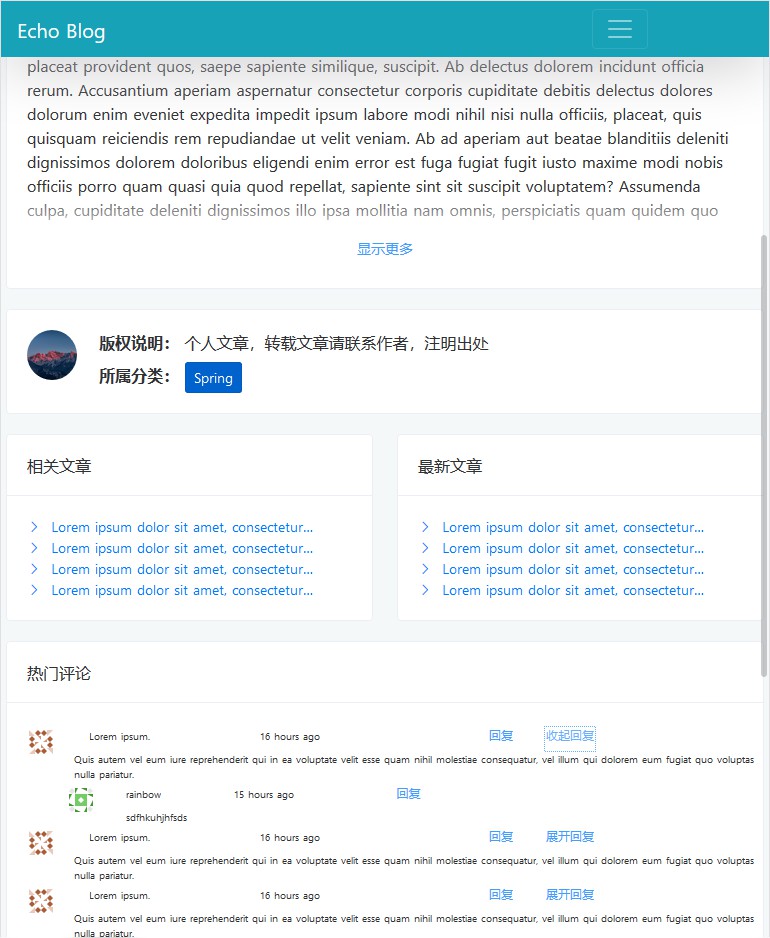 Echo Blog
placeat provident quos, saepe sapiente similique, suscipit. Ab delectus dolorem incidunt officia
rerum. Accusantium aperiam aspernatur consectetur corporis cupiditate debitis delectus dolores
dolorum enim eveniet expedita impedit ipsum labore modi nihil nisi nulla officiis, placeat, quis
quisquam reiciendis rem repudiandae ut velit veniam. Ab ad aperiam aut beatae blanditiis deleniti
dignissimos dolorem doloribus eligendi enim error est fuga fugiat fugit iusto maxime modi nobis
officiis porro quam quasi quia quod repellat, sapiente sint sit suscipit voluptatem? Assumenda
culpa, cupiditate deleniti dignissimos illo ipsa mollitia nam omnis, perspiciatis quam quidem quo
显示更多
版权说明： 个人文章，转载文章请联系作者，注明出处
所属分类： Spring
相关文章
Lorem ipsum dolor sit amet, consectetur...
Lorem ipsum dolor sit amet, consectetur...
Lorem ipsum dolor sit amet, consectetur...
Lorem ipsum dolor sit amet, consectetur...
最新文章
Lorem ipsum dolor sit amet, consectetur...
Lorem ipsum dolor sit amet, consectetur...
Lorem ipsum dolor sit amet, consectetur...
Lorem ipsum dolor sit amet, consectetur...
热门评论
Lorem ipsum. 16 hours ago 回复 收起回复
Quis autem vel eum iure reprehenderit qui in ea voluptate velit esse quam nihil molestiae consequatur, vel illum qui dolorem eum fugiat quo voluptas
nulla pariatur.
rainbow 15 hours ago 回复
sdfhkuhjhfsds
Lorem ipsum. 16 hours ago 回复 展开回复
Quis autem vel eum iure reprehenderit qui in ea voluptate velit esse quam nihil molestiae consequatur, vel illum qui dolorem eum fugiat quo voluptas
nulla pariatur.
Lorem ipsum. 16 hours ago 回复 展开回复
Quis autem vel eum iure reprehenderit qui in ea voluptate velit esse quam nihil molestiae consequatur, vel illum qui dolorem eum fugiat quo voluptas
nulla pariatur.